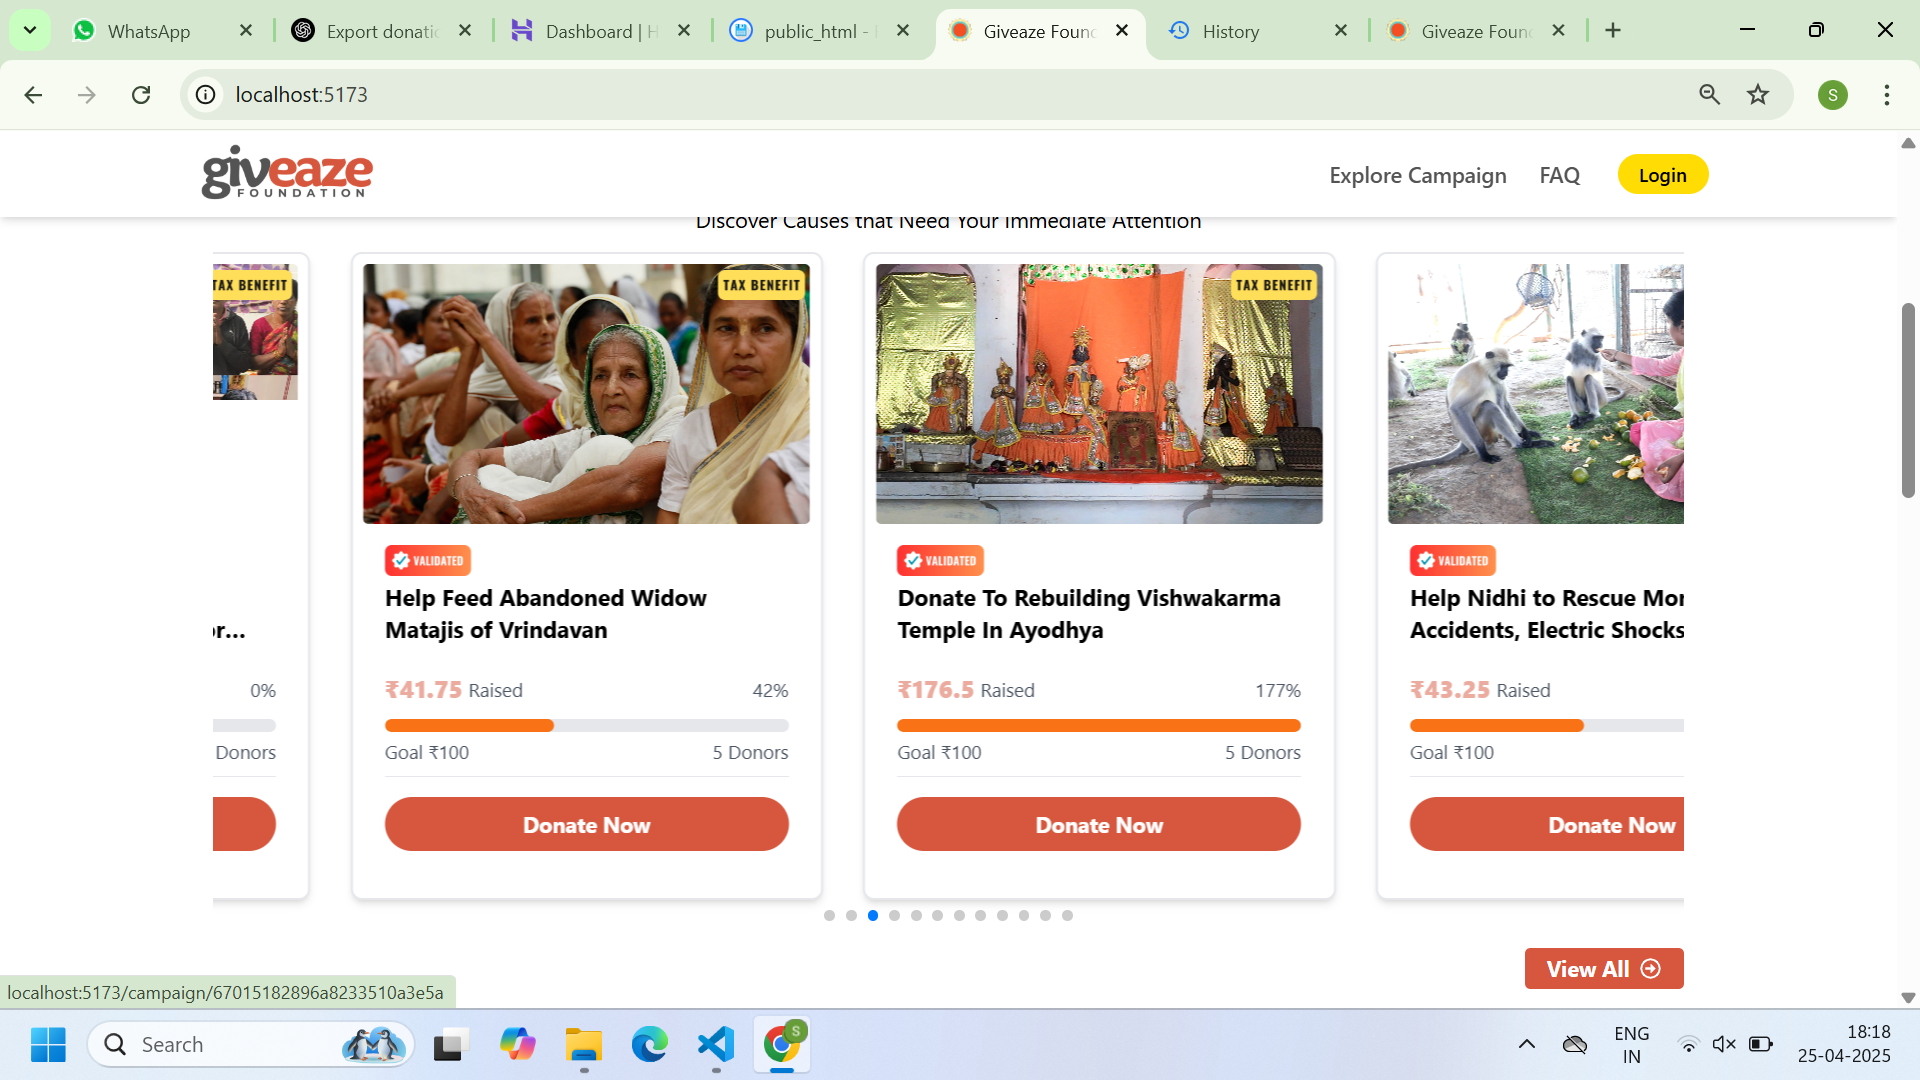 WhatsApp
Export donatio
Dashboard | H
public_html -
Giveaze Foun
History
Giveaze Foun
localhost:5173
S
giveaze
FOUNDATION
Explore Campaign
FAQ
Login
Discover Causes that Need Your Immediate Attention
TAX BENEFIT
TAX BENEFIT
TAX BENEFIT
or...
0%
Donors
VALIDATED
Help Feed Abandoned Widow
Matajis of Vrindavan
₹41.75 Raised
42%
Goal ₹100
5 Donors
Donate Now
VALIDATED
Donate To Rebuilding Vishwakarma
Temple In Ayodhya
₹176.5 Raised
177%
Goal ₹100
5 Donors
Donate Now
VALIDATED
Help Nidhi to Rescue Mon
Accidents, Electric Shocks
₹43.25 Raised
Goal ₹100
Donate Now
View All
localhost:5173/campaign/67015182896a8233510a3e5a
Search
S
ENG
IN
18:18
25-04-2025